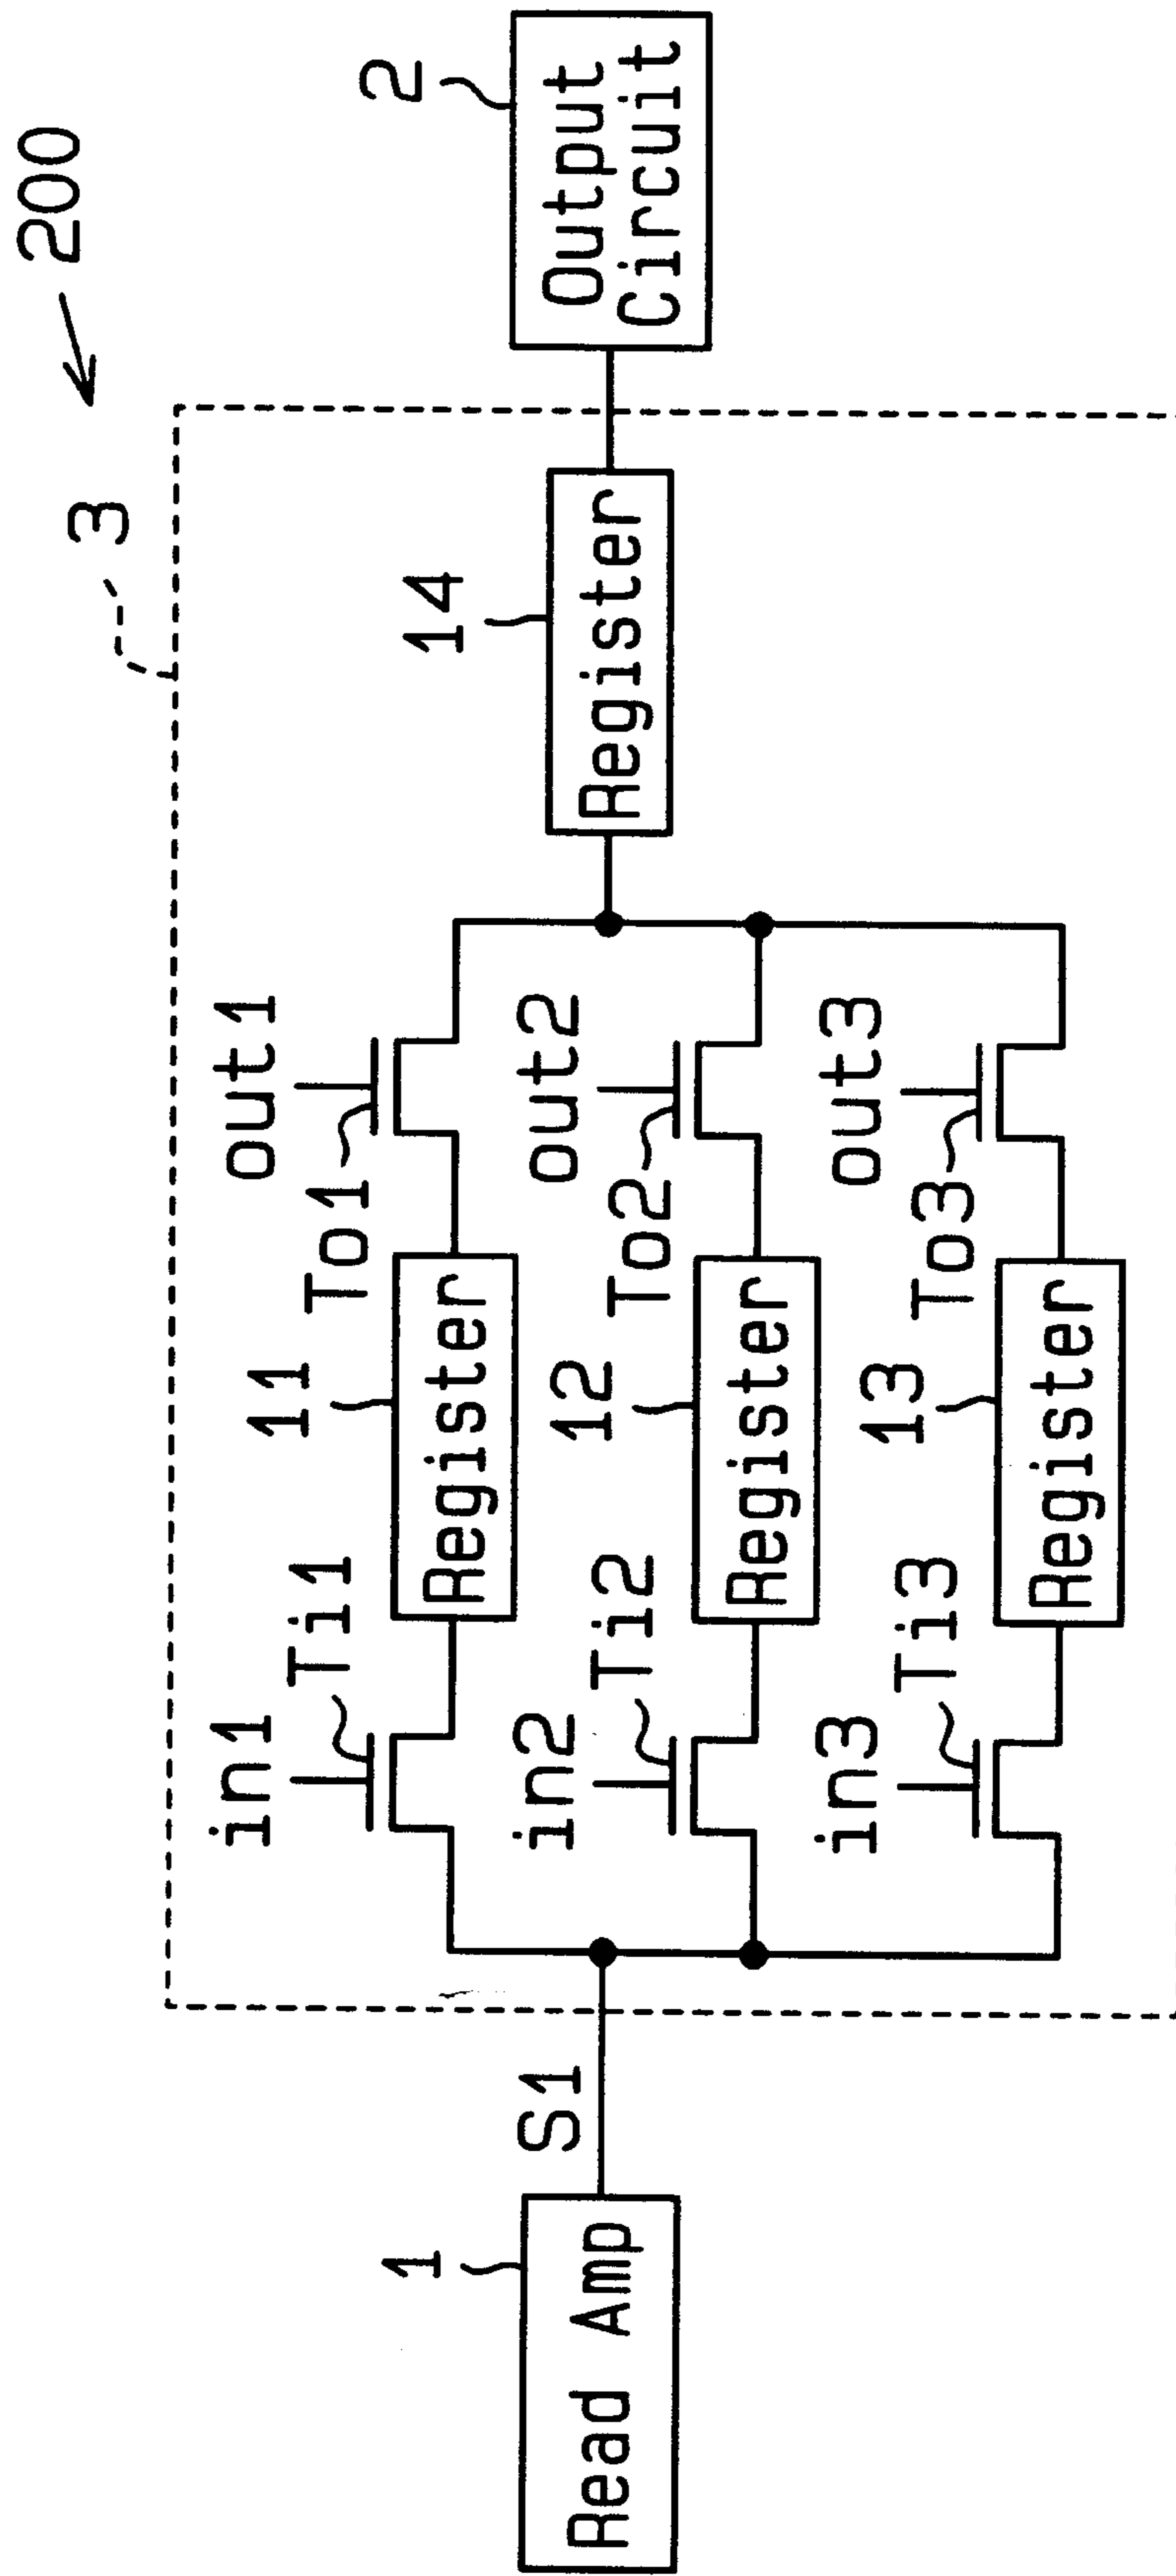 200
3
1
Read Amp
S1
in1
Ti1
11
Register
To1
out1
in2
Ti2
12
Register
To2
out2
in3
Ti3
13
Register
To3
out3
14
Register
2
Output
Circuit